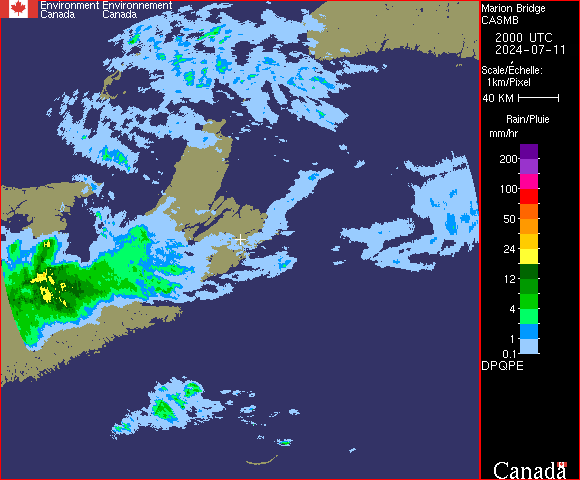 Environment Environnement
Canada Canada
Marion Bridge
CASMB
2000 UTC
2024-07-11
Scale/Échelle:
1km/Pixel
40 KM
Rain/Pluie
mm/hr
200
100
50
24
12
4
1
0.1
DPQPE
Canada